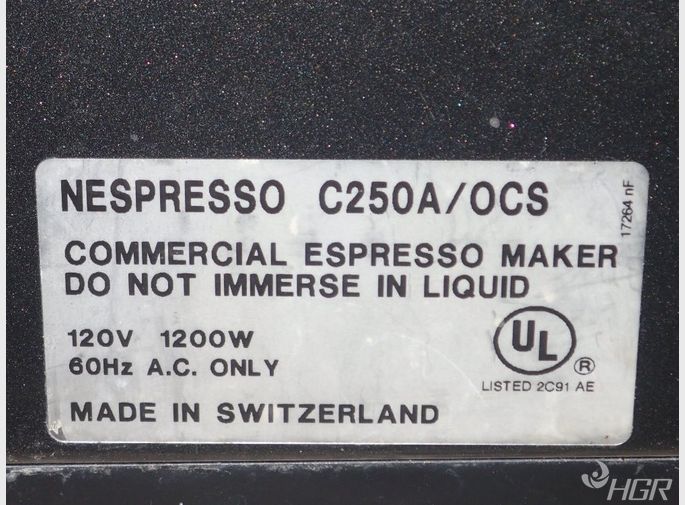 NESPRESSO C250A/OCS
17264 nF
COMMERCIAL ESPRESSO MAKER
DO NOT IMMERSE IN LIQUID
120V 1200W
60Hz A.C. ONLY
UL ®
LISTED 2C91 AE
MADE IN SWITZERLAND
HGR